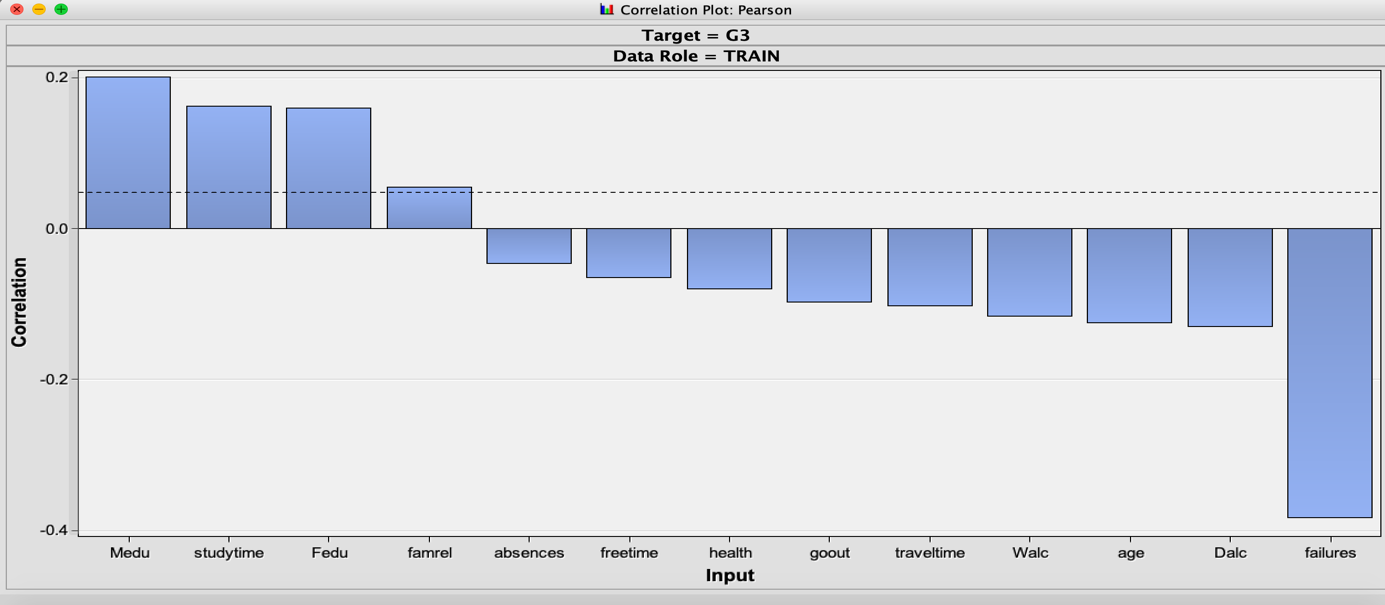 Correlation Plot: Pearson
Target = G3
Data Role = TRAIN
0.2
0.0
-0.2
-0.4
Correlation
Medu studytime Fedu famrel absences freetime health goout traveltime Walc age Dalc failures
Input